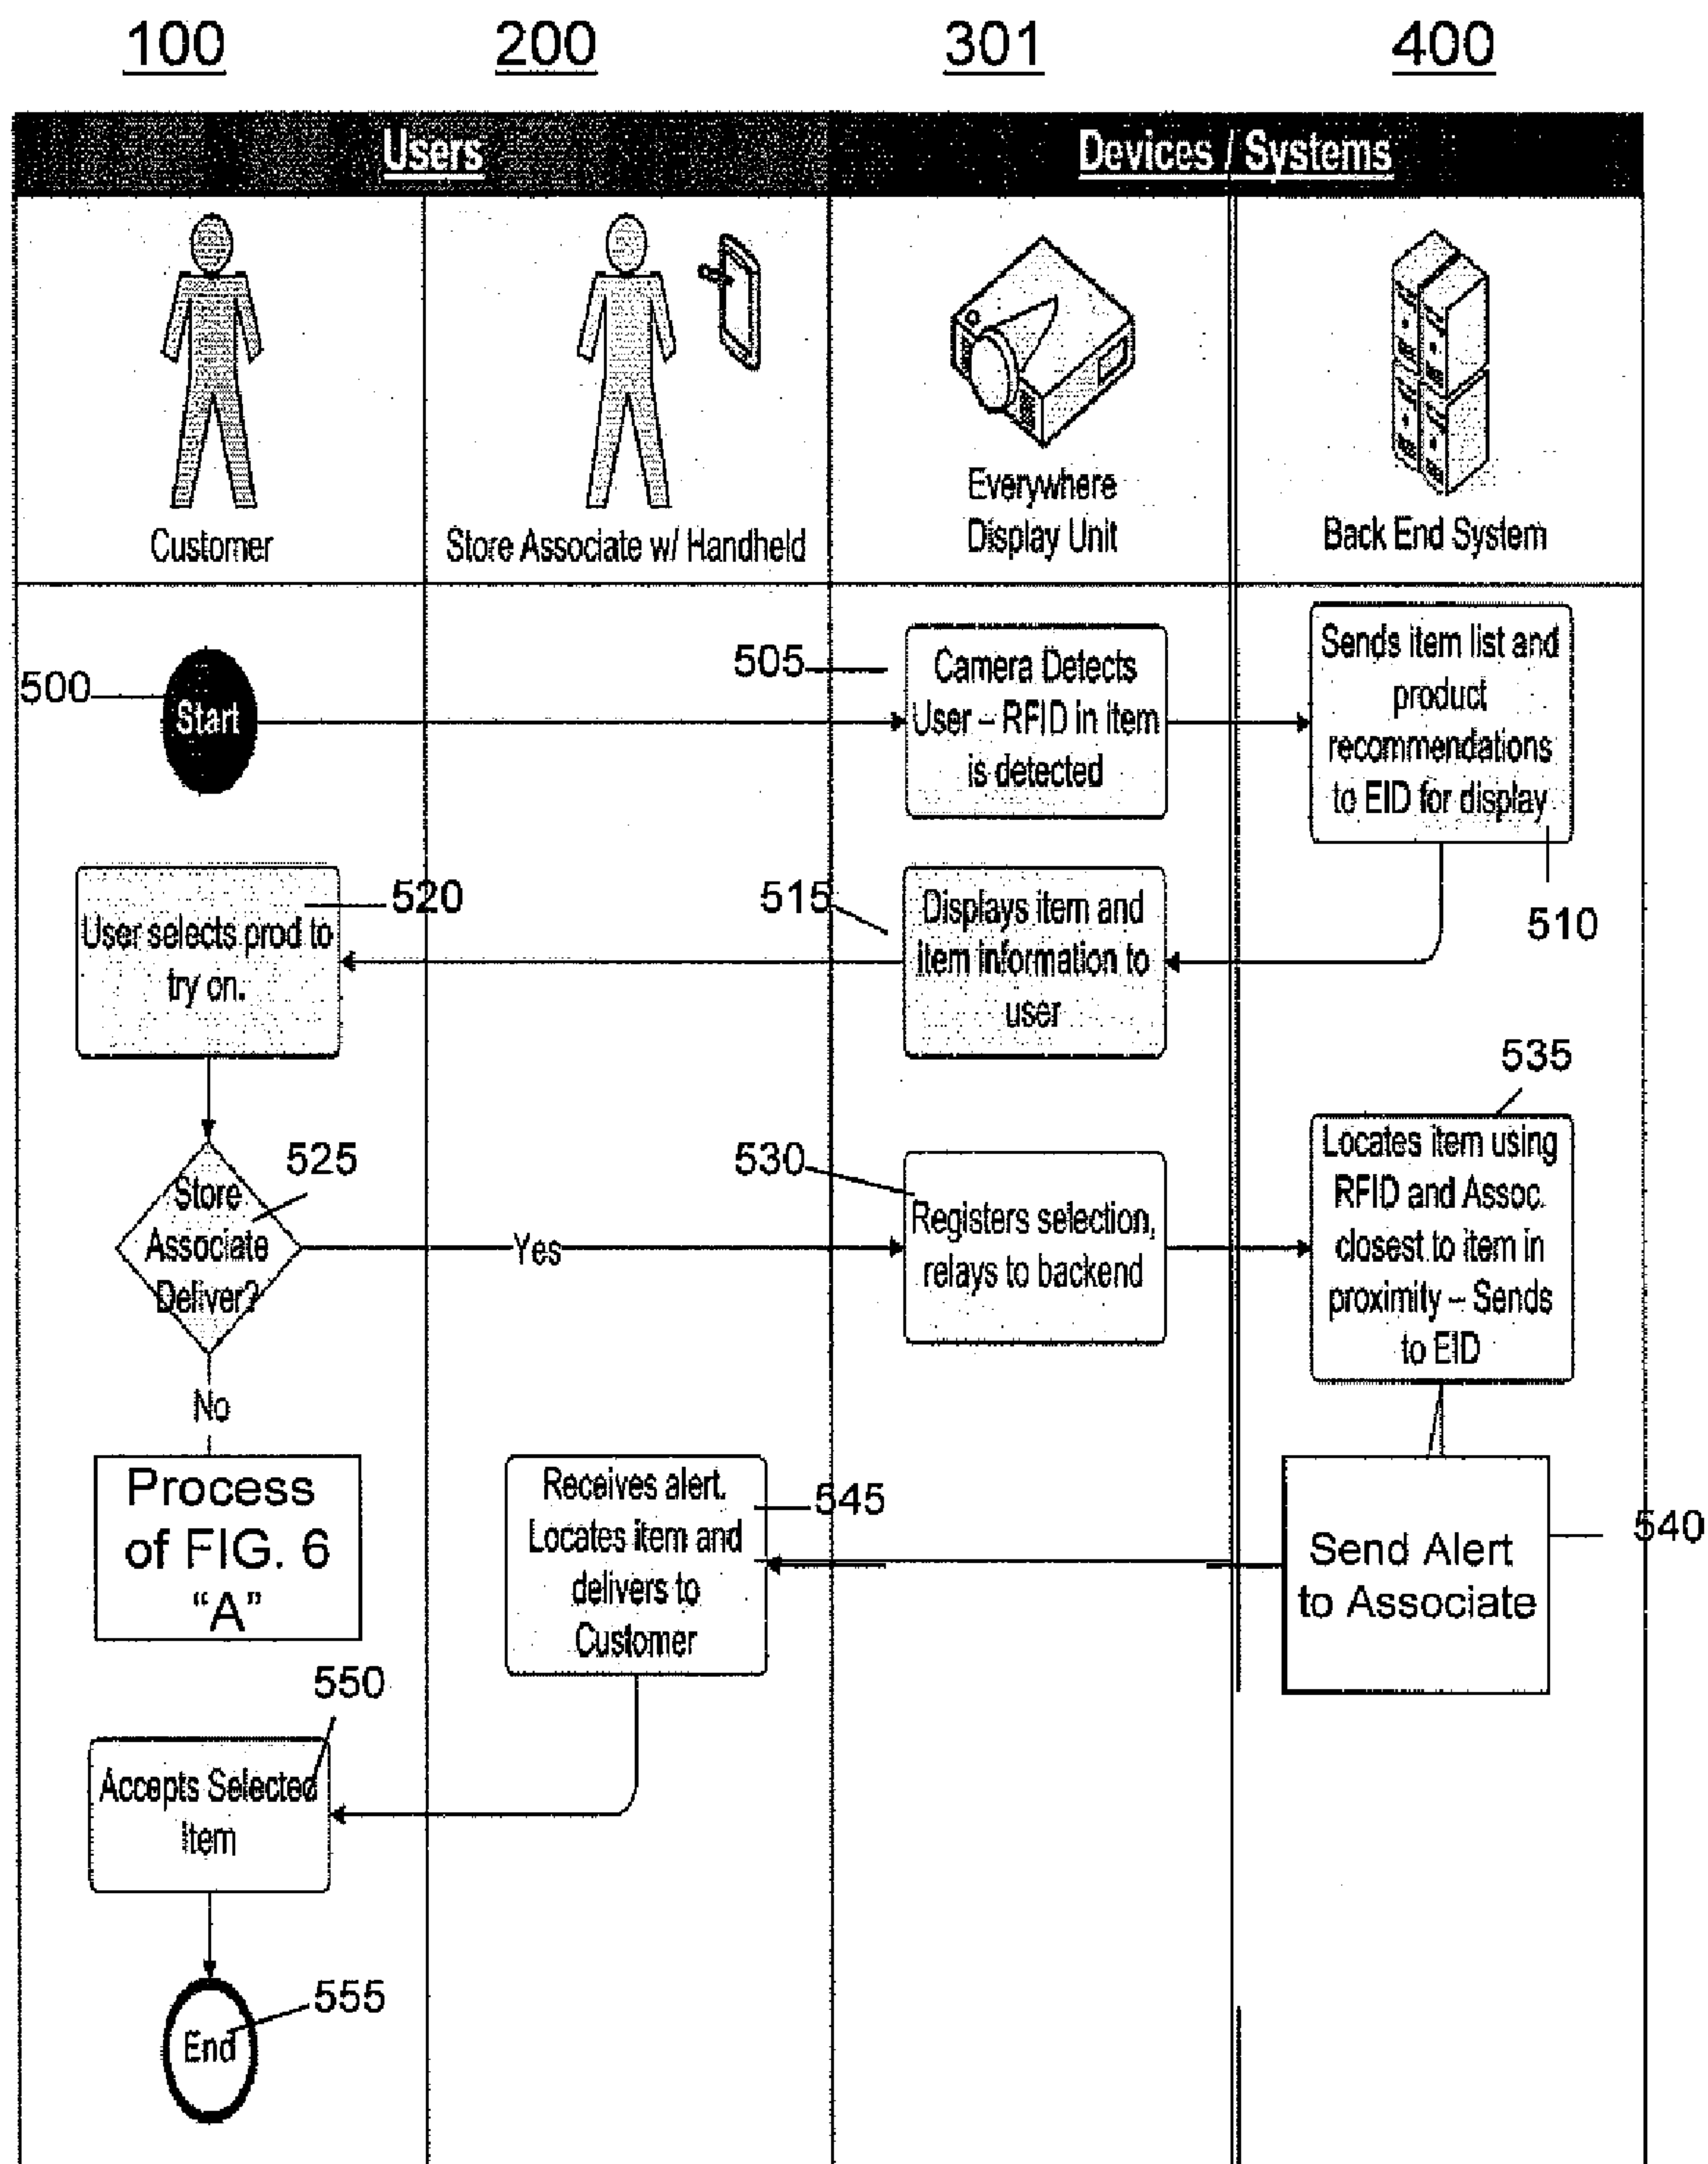 100 200 301 400
Users Devices / Systems
Customer
Store Associate w/ Handheld
Everywhere
Display Unit
Back End System
500
Start
505
Camera Detects
User – RFID in item
is detected
Sends item list and
product
recommendations
to EID for display
510
520
User selects prod to
try on.
515
Displays item and
item information to
user
525
Store
Associate
Deliver?
Yes
No
530
Registers selection,
relays to backend
535
Locates item using
RFID and Assoc.
closest to item in
proximity – Sends
to EID
Process
of FIG. 6
“A”
Receives alert.
Locates item and
delivers to
Customer
545
Send Alert
to Associate
540
550
Accepts Selected
Item
555
End